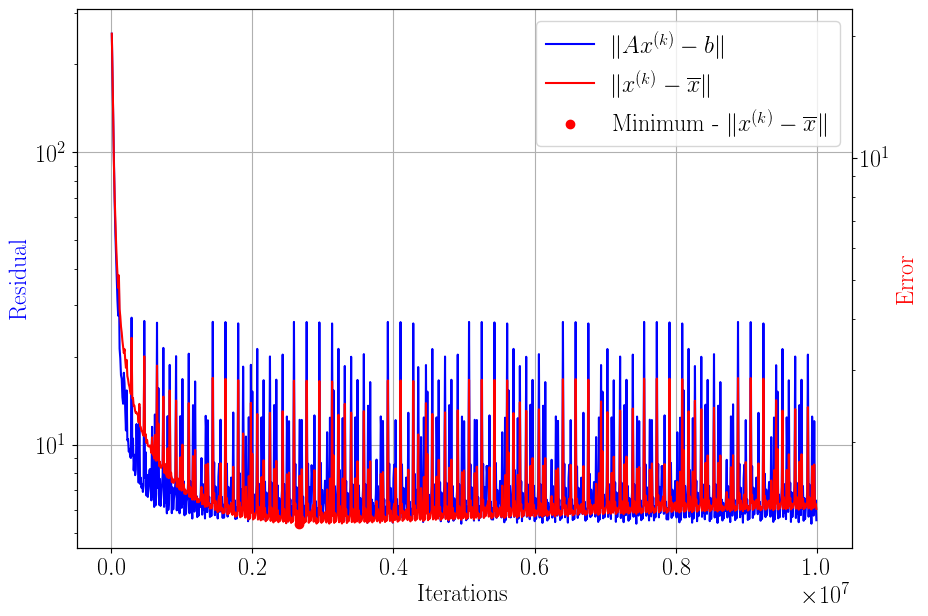 ‖Ax^(k) − b‖
‖x^(k) − x̅‖
Minimum - ‖x^(k) − x̅‖
10^2
10^1
10^1
Residual
Error
0.0 0.2 0.4 0.6 0.8 1.0
Iterations
×10^7